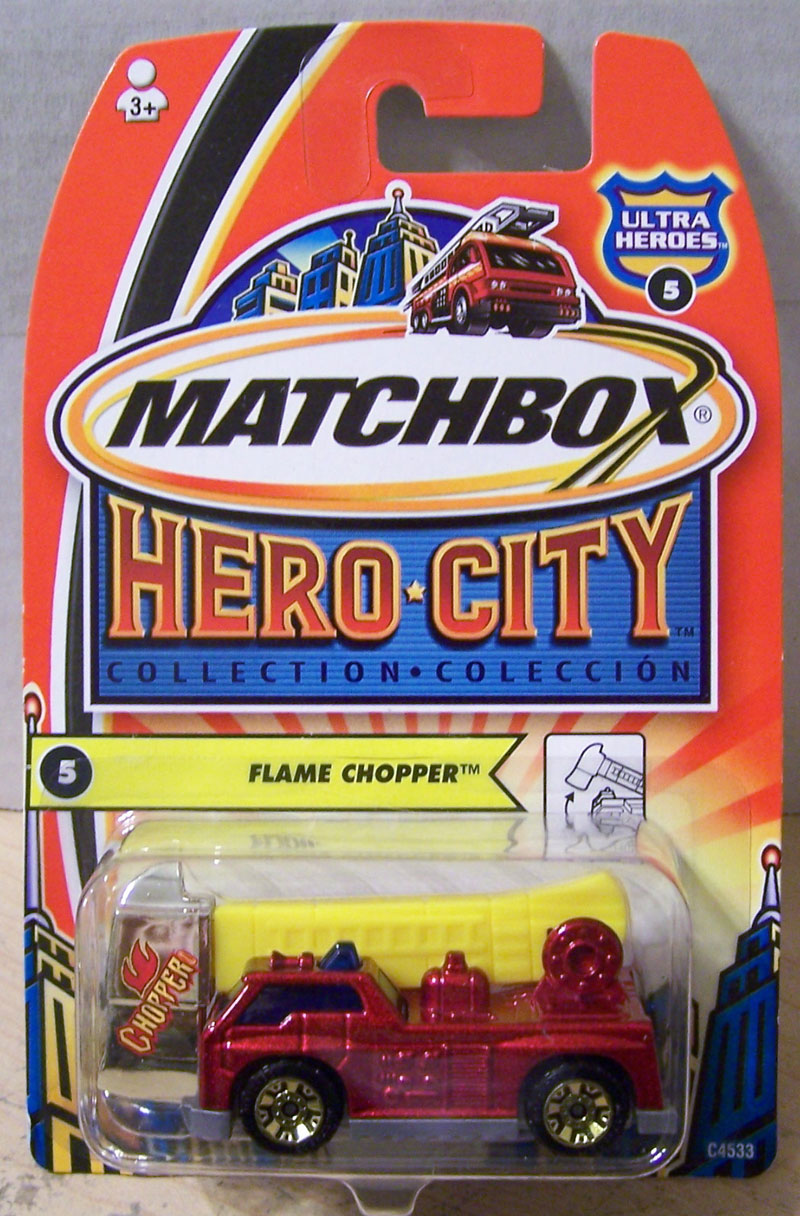 3+
ULTRA
HEROES™
5
MATCHBOX®
HERO CITY™
COLLECTION • COLECCIÓN
5
FLAME CHOPPER™
CHOPPER
C4533